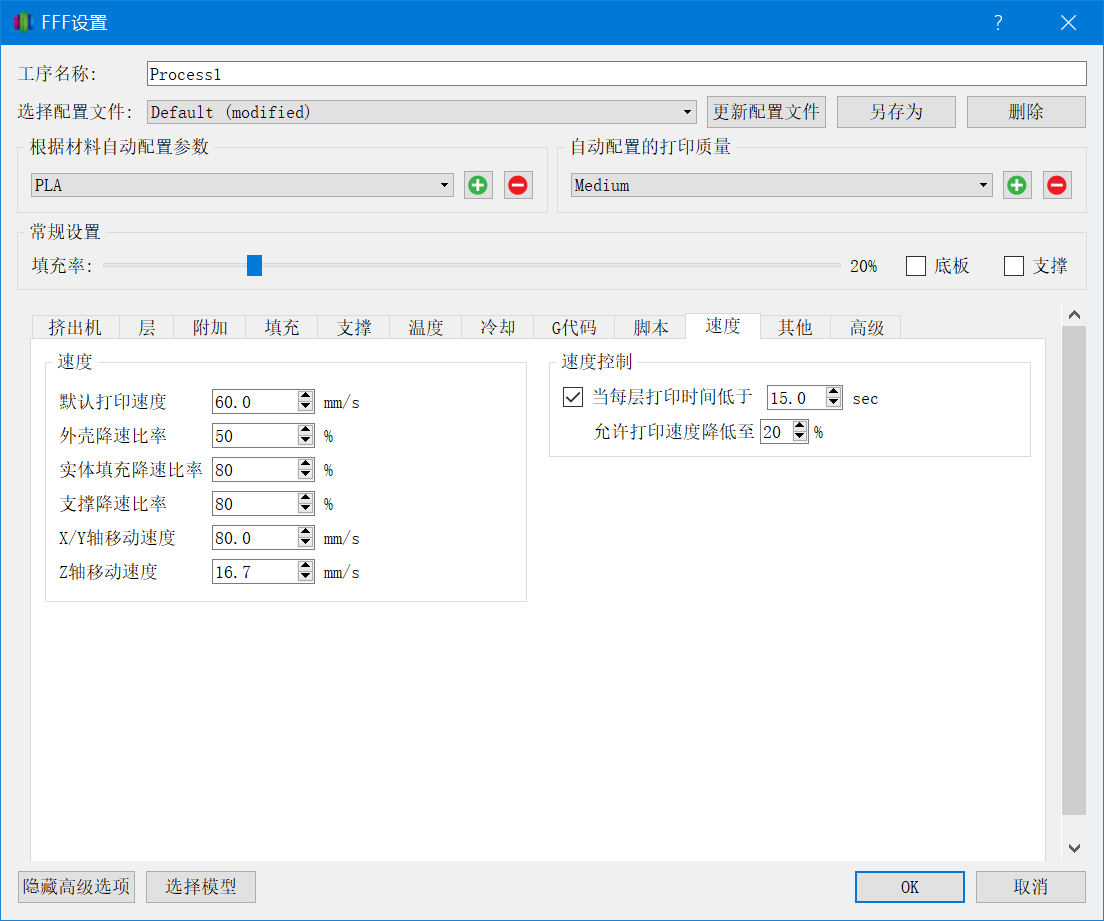 FFF设置
工序名称: Process1
选择配置文件: Default (modified) 更新配置文件 另存为 删除
根据材料自动配置参数 自动配置的打印质量
PLA Medium
常规设置
填充率: 20% 底板 支撑
挤出机 层 附加 填充 支撑 温度 冷却 G代码 脚本 速度 其他 高级
速度 速度控制
默认打印速度 60.0 mm/s 当每层打印时间低于 15.0 sec
外壳降速比率 50 % 允许打印速度降低至 20 %
实体填充降速比率 80 %
支撑降速比率 80 %
X/Y轴移动速度 80.0 mm/s
Z轴移动速度 16.7 mm/s
隐藏高级选项 选择模型 OK 取消